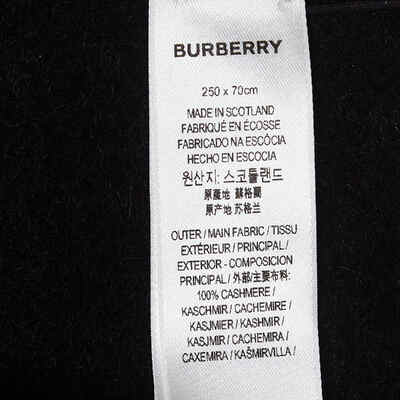 BURBERRY
250 x 70cm
MADE IN SCOTLAND
FABRIQUÉ EN ÉCOSSE
FABRICADO NA ESCÓCIA
HECHO EN ESCOCIA
원산지: 스코틀랜드
原產地 蘇格蘭
原产地 苏格兰
OUTER / MAIN FABRIC / TISSU
EXTÉRIEUR / PRINCIPAL /
EXTERIOR - COMPOSICIÓN
PRINCIPAL / 外部/主要布料:
100% CASHMERE /
KASCHMIR / CACHEMIRE /
KASJMIER / KASHMIR /
KASJMIR / CACHEMIRA /
CAXEMIRA / KAŠMIRVILLA /